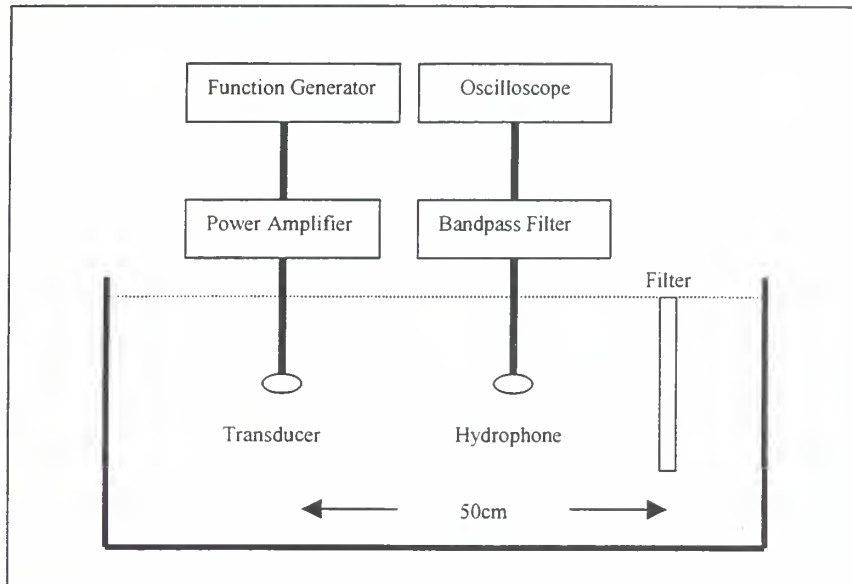 Function Generator
Oscilloscope
Power Amplifier
Bandpass Filter
Filter
Transducer
Hydrophone
50cm